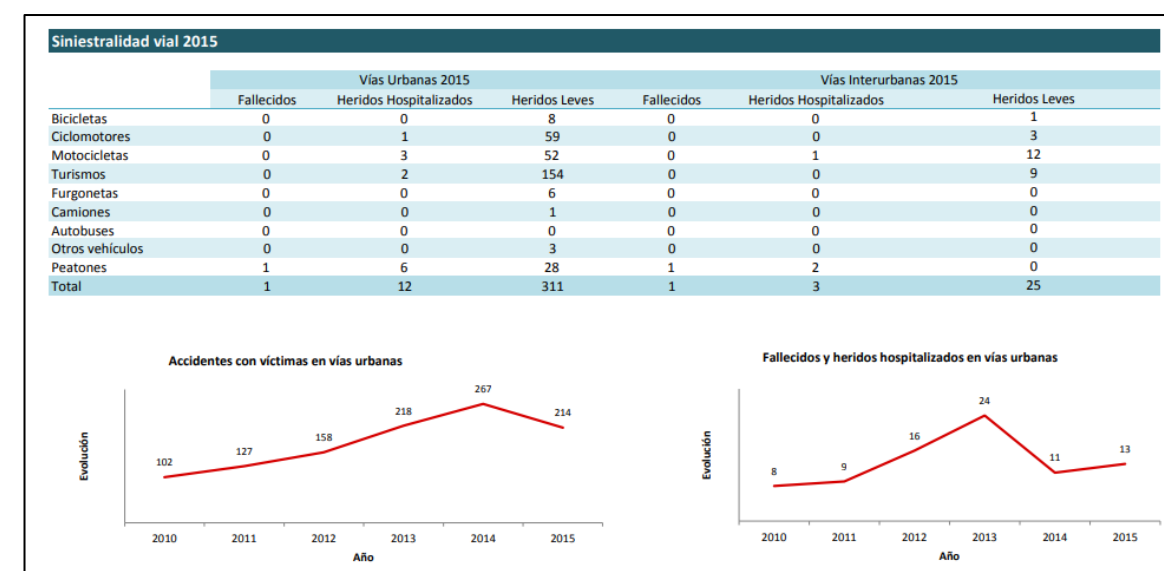 Siniestralidad vial 2015
Vías Urbanas 2015 Vías Interurbanas 2015
Fallecidos Heridos Hospitalizados Heridos Leves Fallecidos Heridos Hospitalizados Heridos Leves
Bicicletas 0 0 8 0 0 1
Ciclomotores 0 1 59 0 0 3
Motocicletas 0 3 52 0 1 12
Turismos 0 2 154 0 0 9
Furgonetas 0 0 6 0 0 0
Camiones 0 0 1 0 0 0
Autobuses 0 0 0 0 0 0
Otros vehículos 0 0 3 0 0 0
Peatones 1 6 28 1 2 0
Total 1 12 311 1 3 25
Accidentes con víctimas en vías urbanas
Evolución
102 127 158 218 267 214
2010 2011 2012 2013 2014 2015
Año
Fallecidos y heridos hospitalizados en vías urbanas
Evolución
8 9 16 24 11 13
2010 2011 2012 2013 2014 2015
Año